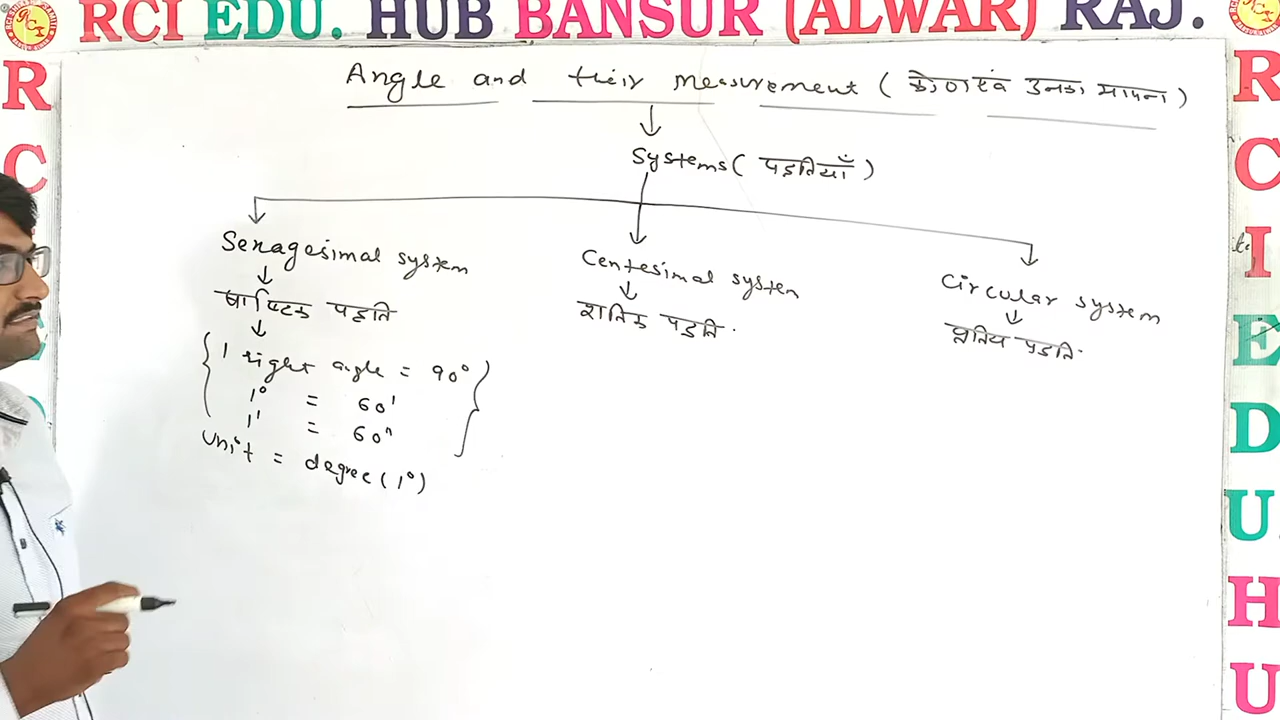 RCI EDU. HUB BANSUR (ALWAR) RAJ.
Angle and their measurement ( कोण एवं उनका मापन )
Systems ( पद्धतियाँ )
Sexagesimal system
षाष्टिक पद्धति
1 right angle = 90°
1° = 60'
1' = 60"
unit = degree (1°)
Centesimal system
शतिक पद्धति.
Circular system
वृत्तिय पद्धति.
R
C
R
C
I
E
D
U.
H
U